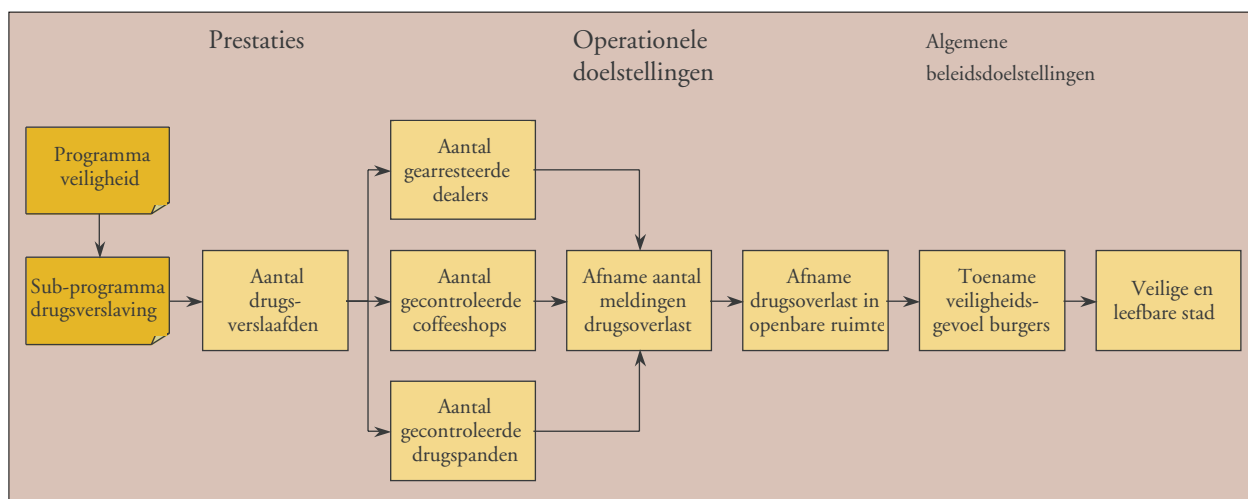 Prestaties
Operationele
doelstellingen
Algemene
beleidsdoelstellingen
Programma
veiligheid
Sub-programma
drugsverslaving
Aantal
drugs-
verslaafden
Aantal
gearresteerde
dealers
Aantal
gecontroleerde
coffeeshops
Aantal
gecontroleerde
drugspanden
Afname aantal
meldingen
drugsoverlast
Afname
drugsoverlast in
openbare ruimte
Toename
veiligheids-
gevoel burgers
Veilige en
leefbare stad